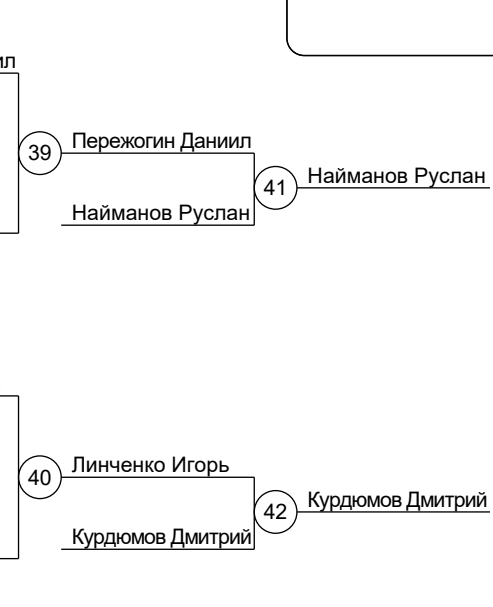 39
Пережогин Даниил
41
Найманов Руслан
Найманов Руслан
40
Линченко Игорь
42
Курдюмов Дмитрий
Курдюмов Дмитрий